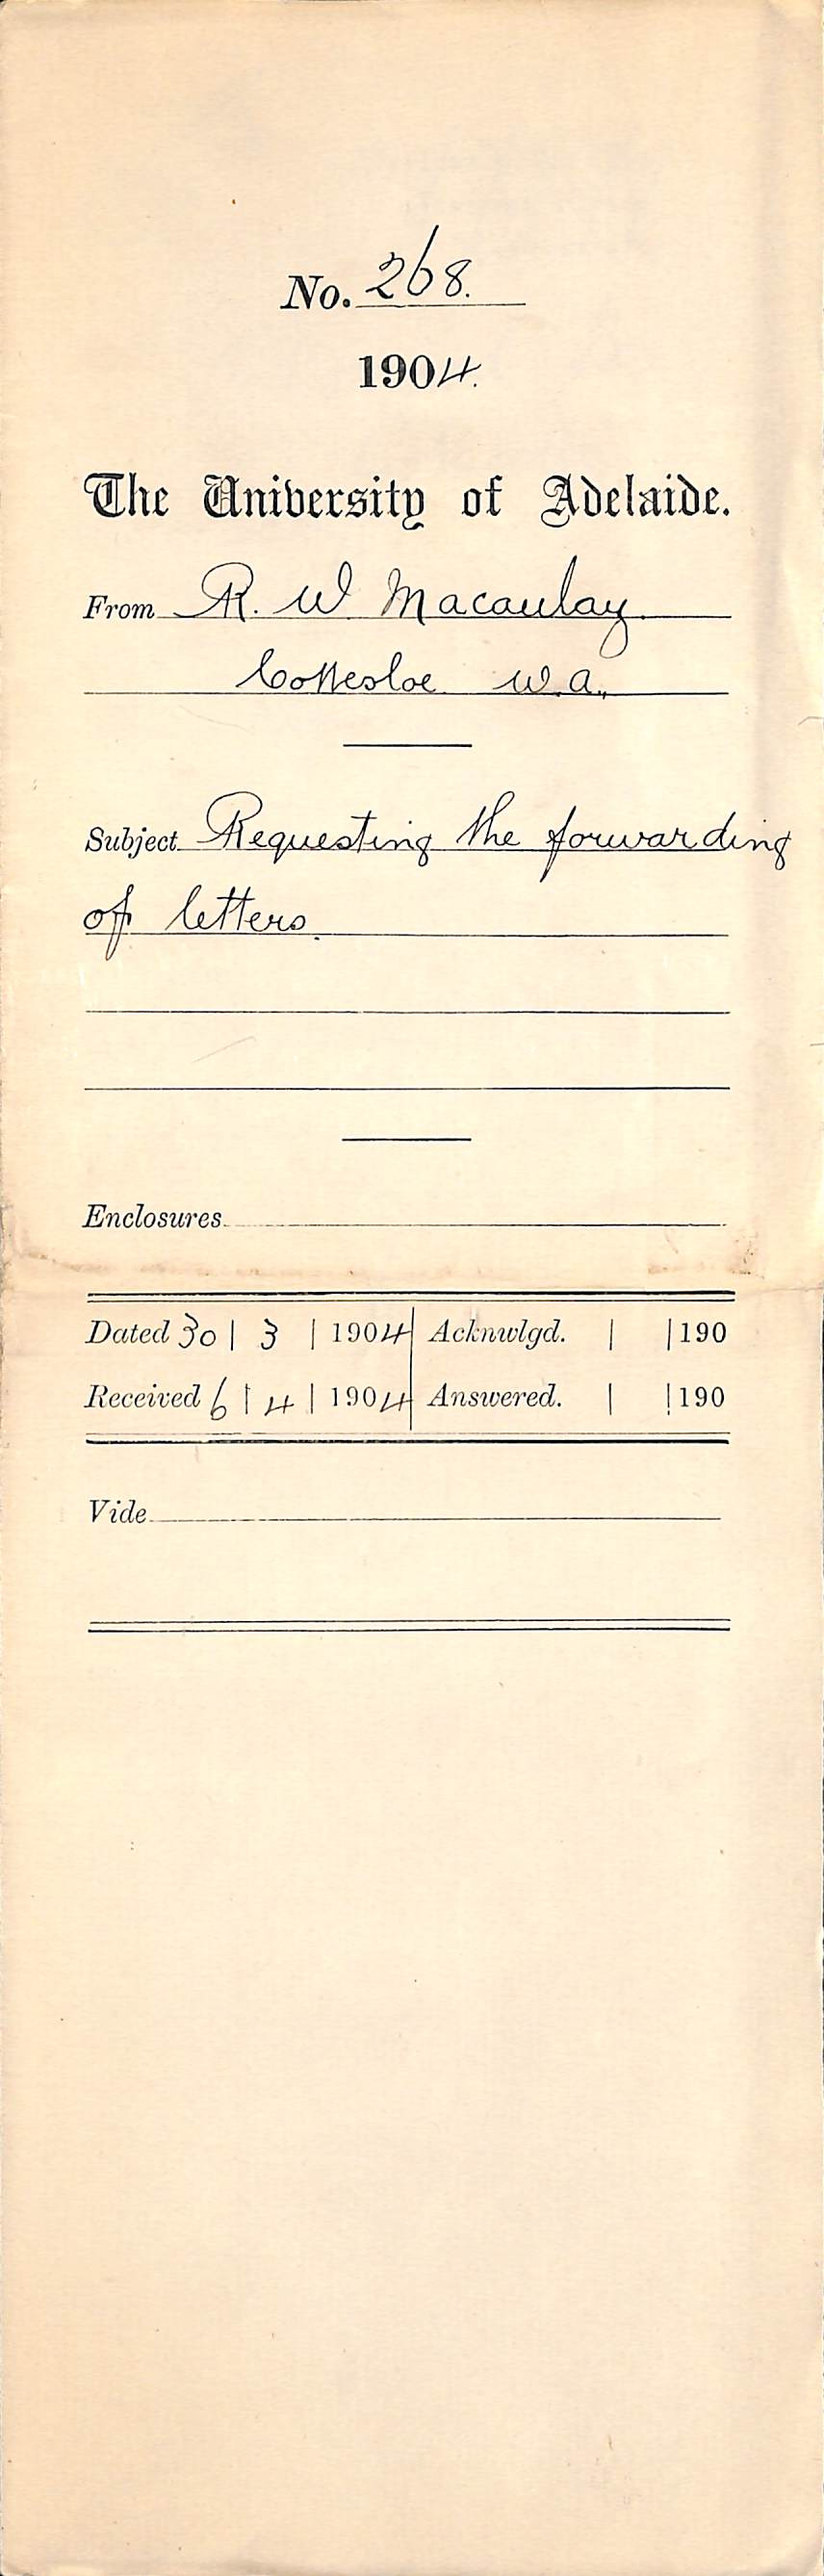 No. 268.
1904.
The University of Adelaide.
From R. W. Macaulay.
Cottesloe W.A.
Subject Requesting the forwarding
of letters.
Enclosures
Dated 30 | 3 | 1904 Acknwlgd. | | 190
Received 6 | 4 | 1904 Answered. | | 190
Vide